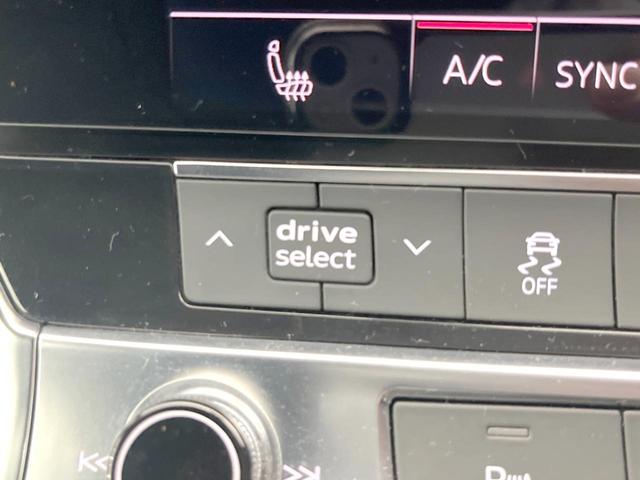 A/C
SYNC
drive
select
OFF
P